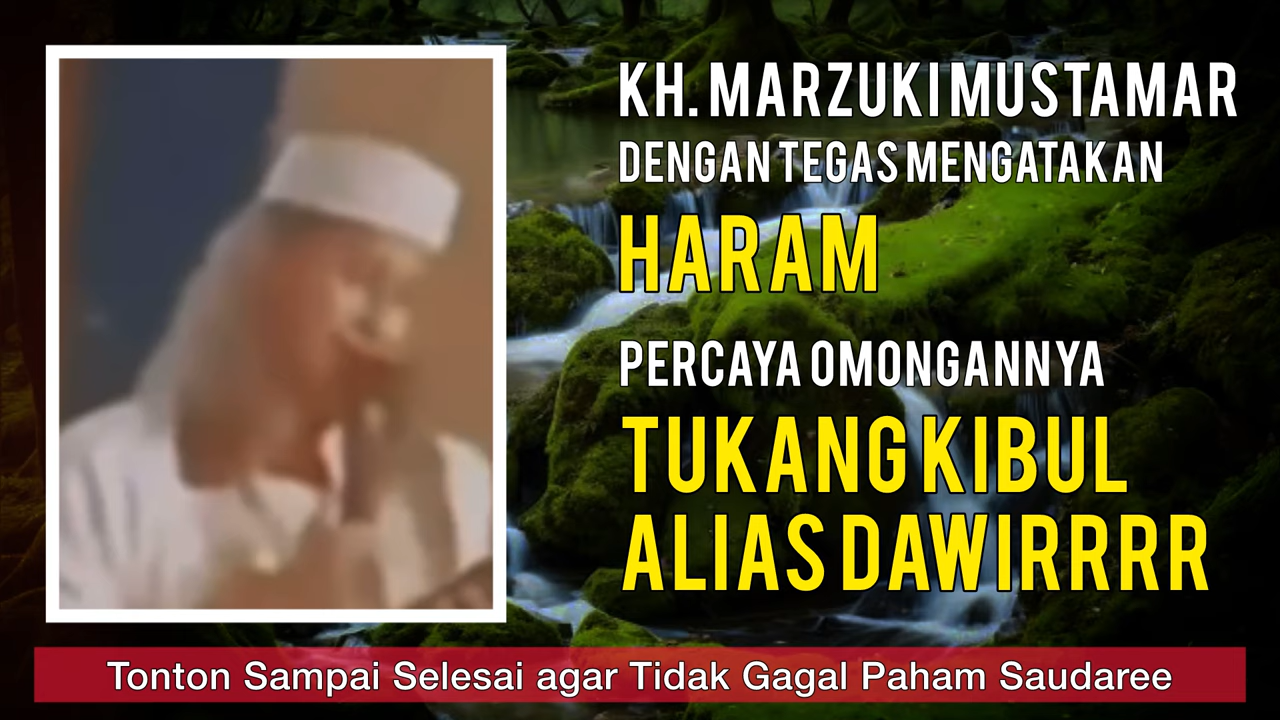 KH. MARZUKI MUSTAMAR
DENGAN TEGAS MENGATAKAN
HARAM
PERCAYA OMONGANNYA
TUKANG KIBUL
ALIAS DAWIRRRR
Tonton Sampai Selesai agar Tidak Gagal Paham Saudaree